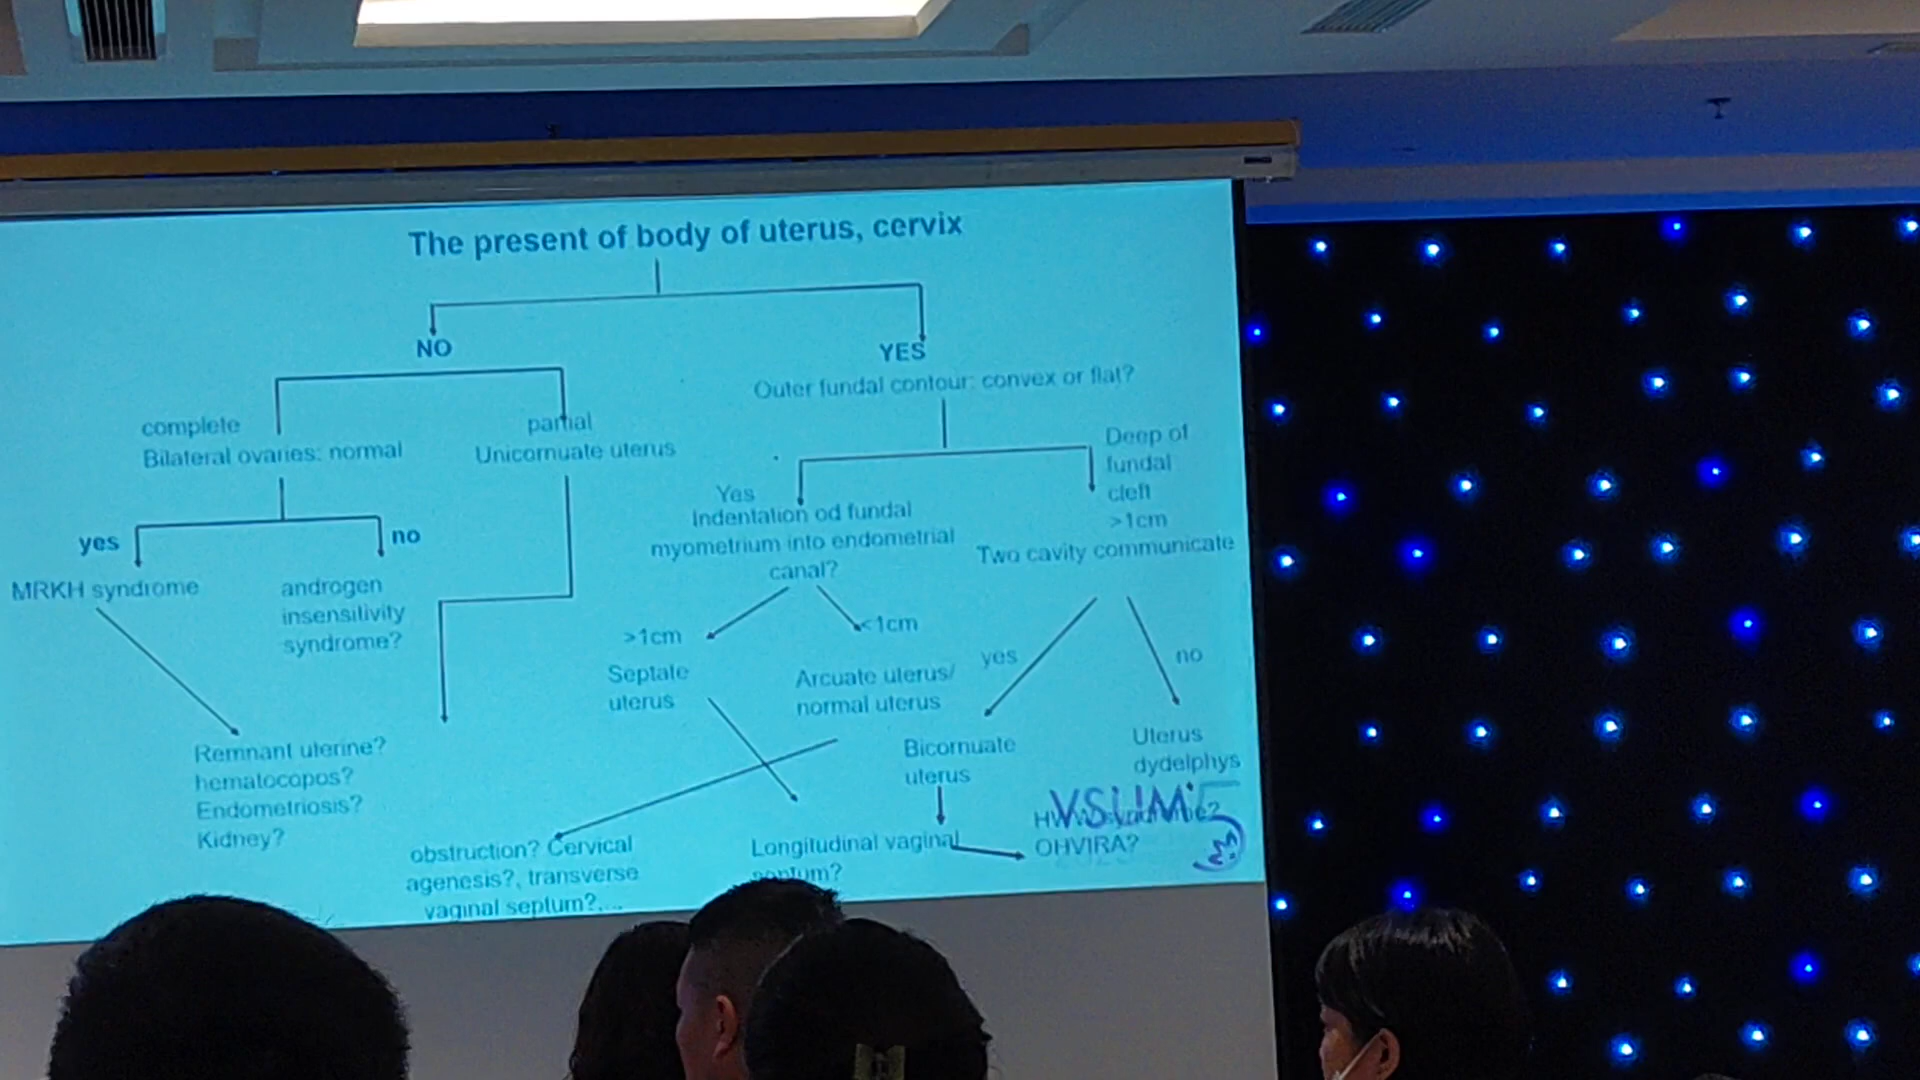 The present of body of uterus, cervix
NO
YES
Outer fundal contour: convex or flat?
complete
Bilateral ovaries: normal
partial
Unicornuate uterus
Deep of
fundal
cleft
>1cm
Two cavity communicate
Yes
Indentation od fundal
myometrium into endometrial
canal?
yes
no
MRKH syndrome
androgen
insensitivity
syndrome?
>1cm
Septate
uterus
<1cm
Arcuate uterus/
normal uterus
yes
no
Bicornuate
uterus
Uterus
dydelphys
Remnant uterine?
hematocopos?
Endometriosis?
Kidney?
obstruction? Cervical
agenesis?, transverse
vaginal septum?,...
Longitudinal vaginal
septum?
OHVIRA?
VSUM